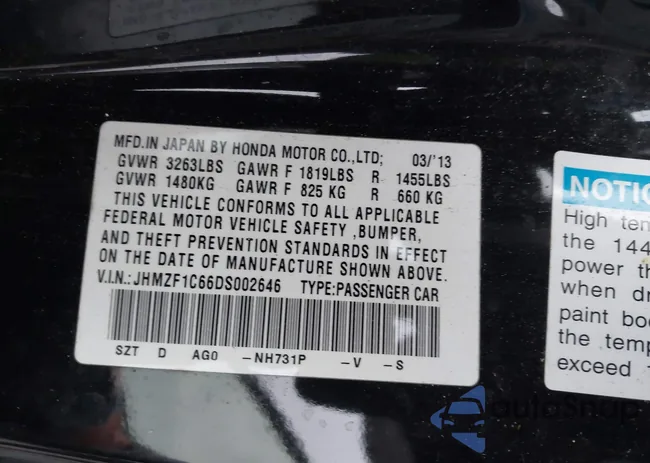 MFD.IN JAPAN BY HONDA MOTOR CO.,LTD; 03/'13
GVWR 3263LBS GAWR F 1819LBS R 1455LBS
GVWR 1480KG GAWR F 825 KG R 660 KG
THIS VEHICLE CONFORMS TO ALL APPLICABLE
FEDERAL MOTOR VEHICLE SAFETY ,BUMPER,
AND THEFT PREVENTION STANDARDS IN EFFECT
ON THE DATE OF MANUFACTURE SHOWN ABOVE.
V.I.N.: JHMZF1C66DS002646 TYPE:PASSENGER CAR
SZT D AG0 -NH731P -V -S
NOTIC
High ten
the 144
power th
when dr
paint boo
the temp
exceed 1
AutoSnap